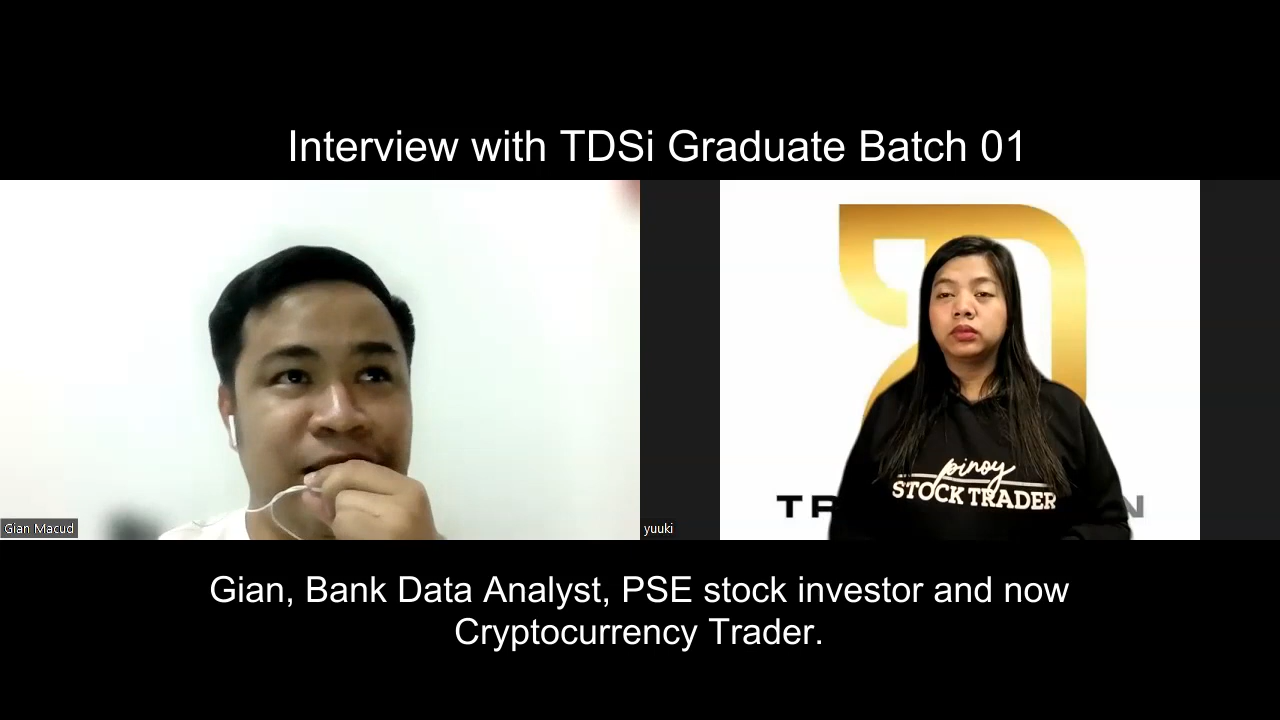 Interview with TDSi Graduate Batch 01
pinoy
STOCK TRADER
TR
N
Gian Macud
yuuki
Gian, Bank Data Analyst, PSE stock investor and now
Cryptocurrency Trader.